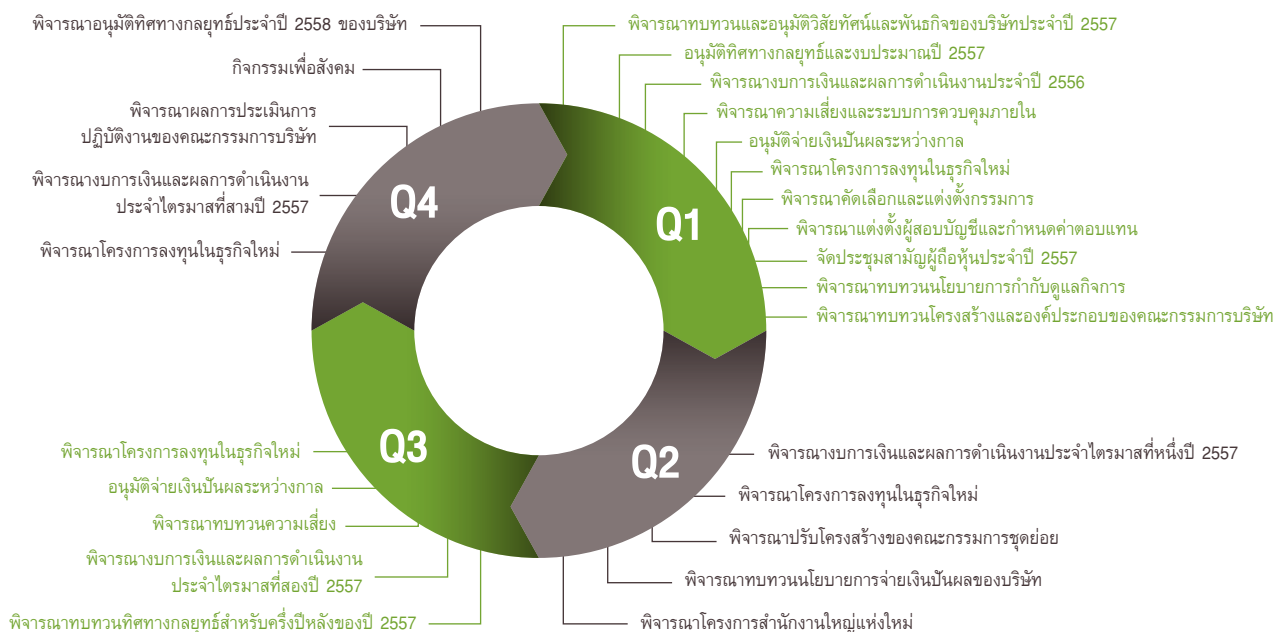 Q1
พิจารณาทบทวนและอนุมัติวิสัยทัศน์และพันธกิจของบริษัทประจำปี 2557
อนุมัติทิศทางกลยุทธ์และงบประมาณปี 2557
พิจารณางบการเงินและผลการดำเนินงานประจำปี 2556
พิจารณาความเสี่ยงและระบบการควบคุมภายใน
อนุมัติจ่ายเงินปันผลระหว่างกาล
พิจารณาโครงการลงทุนในธุรกิจใหม่
พิจารณาคัดเลือกและแต่งตั้งกรรมการ
พิจารณาแต่งตั้งผู้สอบบัญชีและกำหนดค่าตอบแทน
จัดประชุมสามัญผู้ถือหุ้นประจำปี 2557
พิจารณาทบทวนนโยบายการกำกับดูแลกิจการ
พิจารณาทบทวนโครงสร้างและองค์ประกอบของคณะกรรมการบริษัท
Q2
พิจารณางบการเงินและผลการดำเนินงานประจำไตรมาสที่หนึ่งปี 2557
พิจารณาโครงการลงทุนในธุรกิจใหม่
พิจารณาปรับโครงสร้างของคณะกรรมการชุดย่อย
พิจารณาทบทวนนโยบายการจ่ายเงินปันผลของบริษัท
พิจารณาโครงการสำนักงานใหญ่แห่งใหม่
Q3
พิจารณาโครงการลงทุนในธุรกิจใหม่
อนุมัติจ่ายเงินปันผลระหว่างกาล
พิจารณาทบทวนความเสี่ยง
พิจารณางบการเงินและผลการดำเนินงาน
ประจำไตรมาสที่สองปี 2557
พิจารณาทบทวนทิศทางกลยุทธ์สำหรับครึ่งปีหลังของปี 2557
Q4
พิจารณาอนุมัติทิศทางกลยุทธ์ประจำปี 2558 ของบริษัท
กิจกรรมเพื่อสังคม
พิจารณาผลการประเมินการ
ปฏิบัติงานของคณะกรรมการบริษัท
พิจารณางบการเงินและผลการดำเนินงาน
ประจำไตรมาสที่สามปี 2557
พิจารณาโครงการลงทุนในธุรกิจใหม่